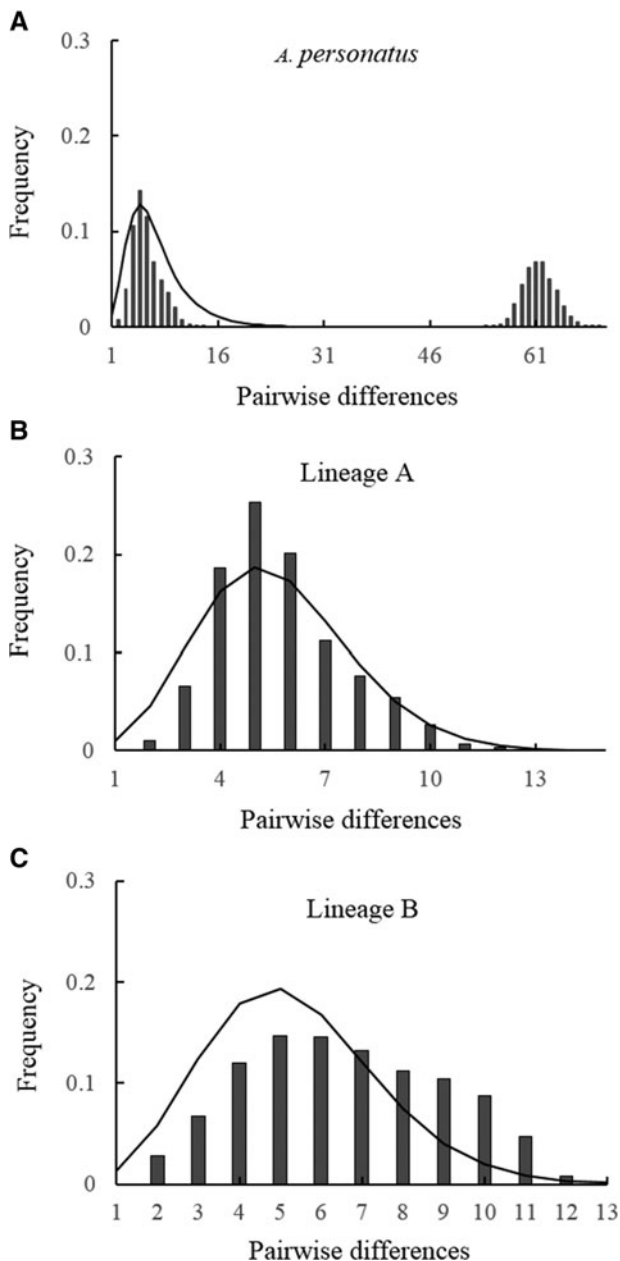 A
A. personatus
0.3
0.2
0.1
0
Frequency
1 16 31 46 61
Pairwise differences
B
Lineage A
0.3
0.2
0.1
0
Frequency
1 4 7 10 13
Pairwise differences
C
Lineage B
0.3
0.2
0.1
0
Frequency
1 2 3 4 5 6 7 8 9 10 11 12 13
Pairwise differences